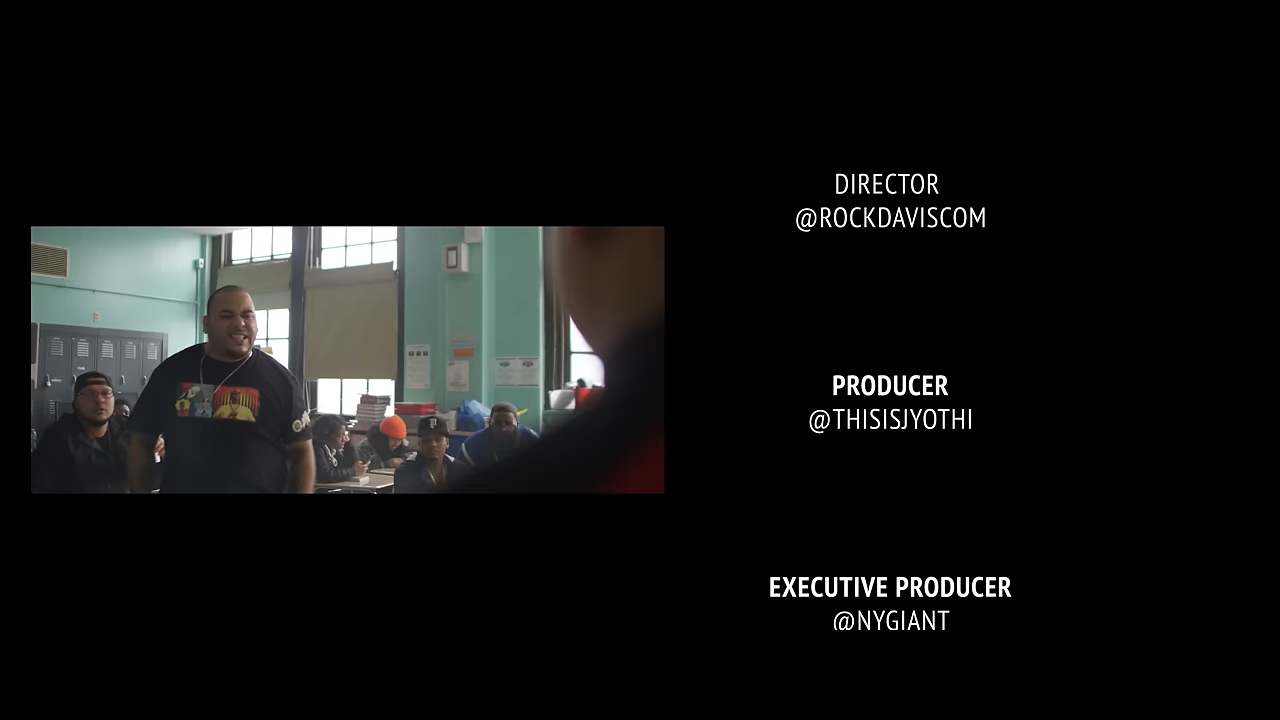 DIRECTOR
@ROCKDAVISCOM
PRODUCER
@THISISJYOTHI
EXECUTIVE PRODUCER
@NYGIANT